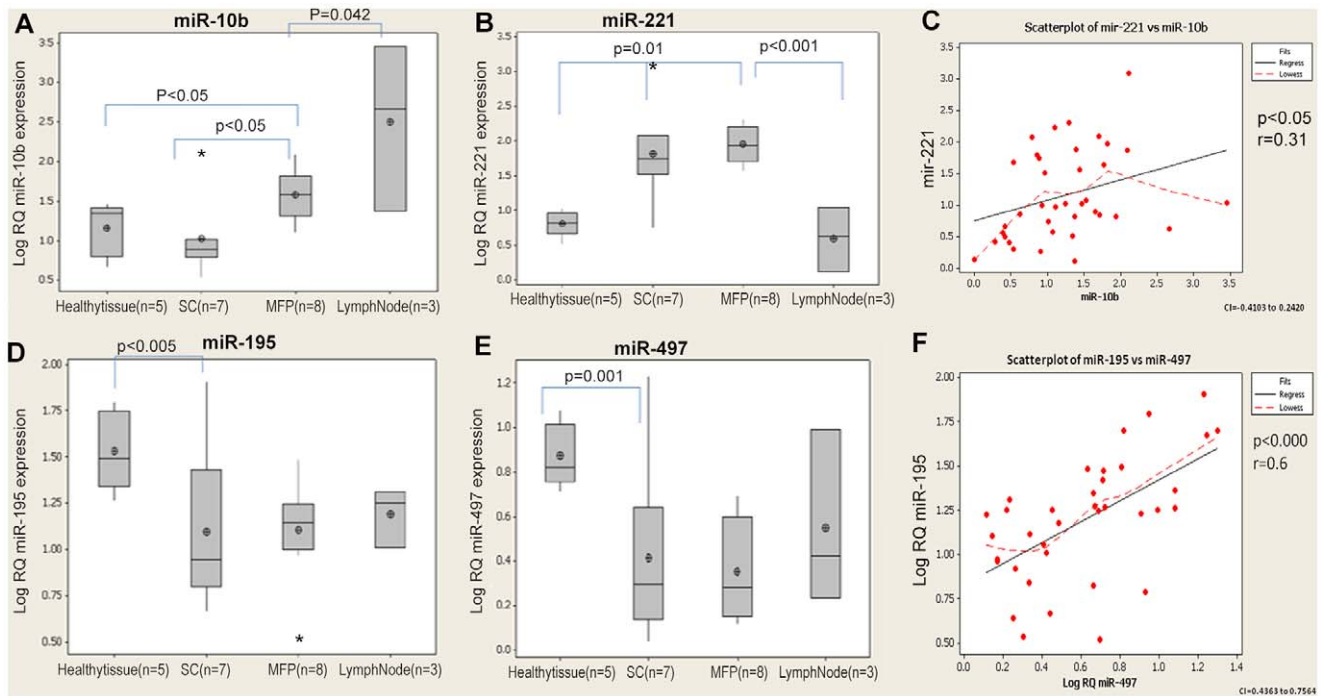 A
miR-10b
P=0.042
3.5
3.0
2.5
2.0
1.5
1.0
0.5
Log RQ miR-10b expression
P<0.05
p<0.05
*
Healthytissue(n=5) SC(n=7) MFP(n=8) LymphNode(n=3)
B
miR-221
p=0.01
p<0.001
*
3.5
3.0
2.5
2.0
1.5
1.0
0.5
0.0
Log RQ miR-221 expression
Healthytissue(n=5) SC(n=7) MFP(n=8) LymphNode(n=3)
C
Scatterplot of mir-221 vs miR-10b
3.5
3.0
2.5
2.0
1.5
1.0
0.5
0.0
mir-221
0.0 0.5 1.0 1.5 2.0 2.5 3.0 3.5
miR-10b
Fits
Regress
Lowess
p<0.05
r=0.31
CI=-0.4103 to 0.2420
D
miR-195
p<0.005
2.00
1.75
1.50
1.25
1.00
0.75
0.50
Log RQ miR-195 expression
*
Healthytissue(n=5) SC(n=7) MFP(n=8) LymphNode(n=3)
E
miR-497
p=0.001
1.2
1.0
0.8
0.6
0.4
0.2
0.0
Log RQ miR-497 expression
Healthytissue(n=5) SC(n=7) MFP(n=8) LymphNode(n=3)
F
Scatterplot of miR-195 vs miR-497
2.00
1.75
1.50
1.25
1.00
0.75
0.50
Log RQ miR-195
0.0 0.2 0.4 0.6 0.8 1.0 1.2 1.4
Log RQ miR-497
Fits
Regress
Lowess
p<0.000
r=0.6
CI=0.4363 to 0.7564